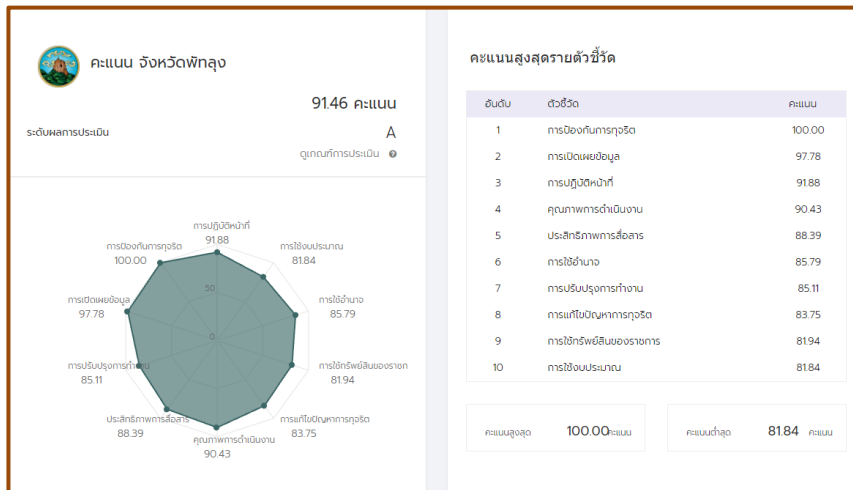 คะแนน จังหวัดพัทลุง
91.46 คะแนน
ระดับผลการประเมิน A
ดูเกณฑ์การประเมิน
การปฏิบัติหน้าที่
91.88
การป้องกันการทุจริต
100.00
การใช้งบประมาณ
81.84
การเปิดเผยข้อมูล
97.78
50
การใช้อำนาจ
85.79
0
การปรับปรุงการทำงาน
85.11
การใช้ทรัพย์สินของราชก
81.94
ประสิทธิภาพการสื่อสาร
88.39
การแก้ไขปัญหาการทุจริต
83.75
คุณภาพการดำเนินงาน
90.43
คะแนนสูงสุดรายตัวชี้วัด
อันดับ ตัวชี้วัด คะแนน
1 การป้องกันการทุจริต 100.00
2 การเปิดเผยข้อมูล 97.78
3 การปฏิบัติหน้าที่ 91.88
4 คุณภาพการดำเนินงาน 90.43
5 ประสิทธิภาพการสื่อสาร 88.39
6 การใช้อำนาจ 85.79
7 การปรับปรุงการทำงาน 85.11
8 การแก้ไขปัญหาการทุจริต 83.75
9 การใช้ทรัพย์สินของราชการ 81.94
10 การใช้งบประมาณ 81.84
คะแนนสูงสุด 100.00 คะแนน
คะแนนต่ำสุด 81.84 คะแนน